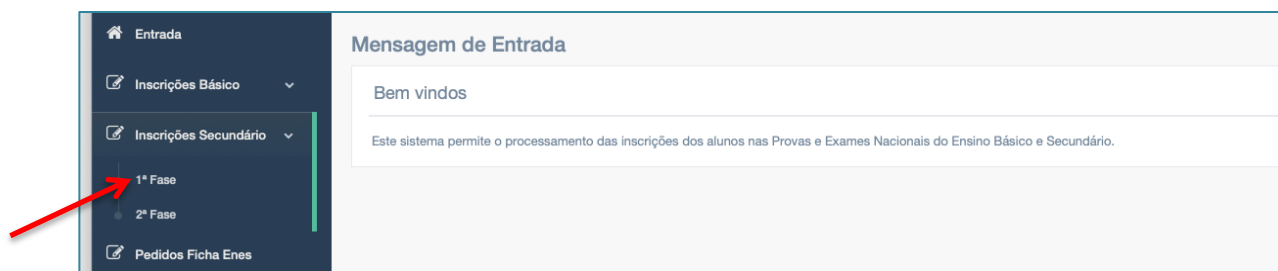 Entrada
Inscrições Básico
Inscrições Secundário
1ª Fase
2ª Fase
Pedidos Ficha Enes
Mensagem de Entrada
Bem vindos
Este sistema permite o processamento das inscrições dos alunos nas Provas e Exames Nacionais do Ensino Básico e Secundário.